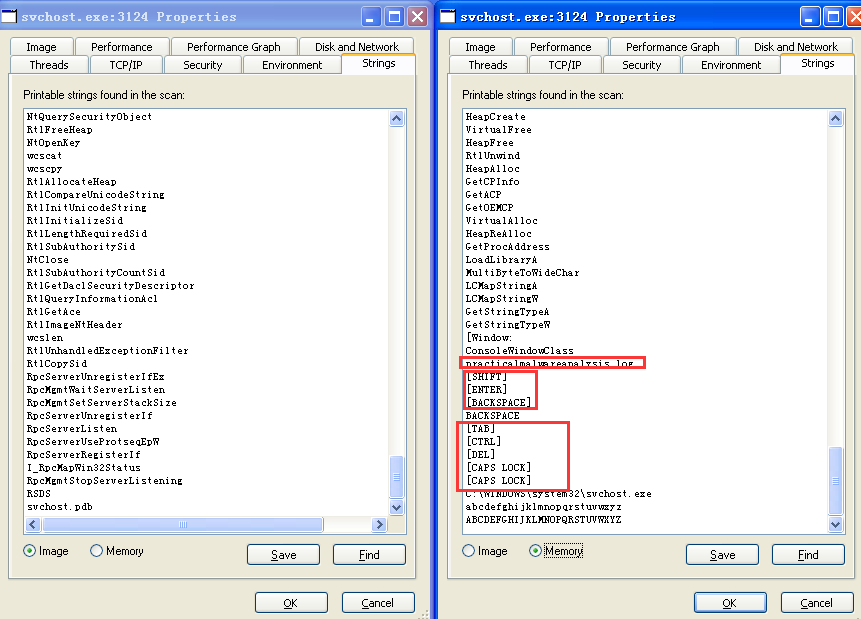 svchost.exe:3124 Properties
Image Performance Performance Graph Disk and Network
Threads TCP/IP Security Environment Strings
Printable strings found in the scan:
NtQuerySecurityObject
RtlFreeHeap
NtOpenKey
wcscat
wcscpy
RtlAllocateHeap
RtlCompareUnicodeString
RtlInitUnicodeString
RtlInitializeSid
RtlLengthRequiredSid
RtlSubAuthoritySid
NtClose
RtlSubAuthorityCountSid
RtlGetDaclSecurityDescriptor
RtlQueryInformationAcl
RtlGetAce
RtlImageNtHeader
wcslen
RtlUnhandledExceptionFilter
RtlCopySid
RpcServerUnregisterIfEx
RpcMgmtWaitServerListen
RpcMgmtSetServerStackSize
RpcServerUnregisterIf
RpcServerListen
RpcServerUseProtseqEpW
RpcServerRegisterIf
I_RpcMapWin32Status
RpcMgmtStopServerListening
RSDS
svchost.pdb
Image Memory Save Find
OK Cancel
svchost.exe:3124 Properties
Image Performance Performance Graph Disk and Network
Threads TCP/IP Security Environment Strings
Printable strings found in the scan:
HeapCreate
VirtualFree
HeapFree
RtlUnwind
HeapAlloc
GetCPInfo
GetACP
GetOEMCP
VirtualAlloc
HeapReAlloc
GetProcAddress
LoadLibraryA
MultiByteToWideChar
LCMapStringA
LCMapStringW
GetStringTypeA
GetStringTypeW
[Window:
ConsoleWindowClass
practicalmalwareanalysis.log
[SHIFT]
[ENTER]
[BACKSPACE]
BACKSPACE
[TAB]
[CTRL]
[DEL]
[CAPS LOCK]
[CAPS LOCK]
C:\WINDOWS\system32\svchost.exe
abcdefghijklmnopqrstuvwxyz
ABCDEFGHIJKLMNOPQRSTUVWXYZ
Image Memory Save Find
OK Cancel